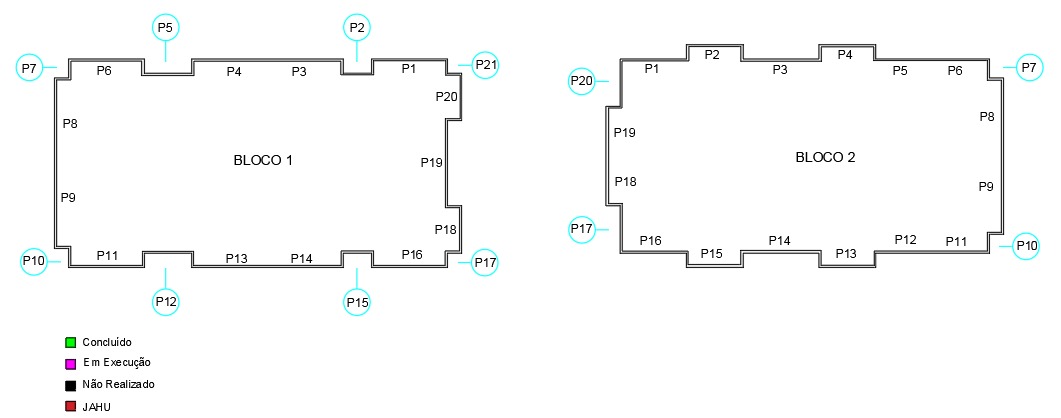 P5
P2
P7
P6
P4
P3
P1
P21
P20
P8
BLOCO 1
P19
P9
P18
P10
P11
P13
P14
P16
P17
P12
P15
P2
P4
P1
P3
P5
P6
P7
P20
P8
P19
BLOCO 2
P18
P9
P17
P16
P14
P12
P11
P10
P15
P13
Concluído
Em Execução
Não Realizado
JAHU